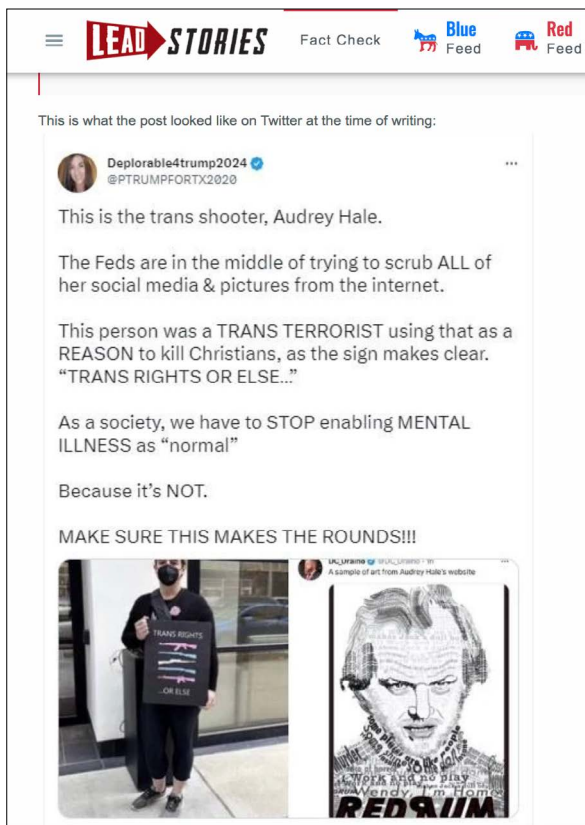 LEAD STORIES
Fact Check
Blue
Feed
Red
Feed
This is what the post looked like on Twitter at the time of writing:
Deplorable4trump2024
@PTRUMPFORTX2020
This is the trans shooter, Audrey Hale.
The Feds are in the middle of trying to scrub ALL of
her social media & pictures from the internet.
This person was a TRANS TERRORIST using that as a
REASON to kill Christians, as the sign makes clear.
“TRANS RIGHTS OR ELSE...”
As a society, we have to STOP enabling MENTAL
ILLNESS as “normal”
Because it’s NOT.
MAKE SURE THIS MAKES THE ROUNDS!!!
TRANS RIGHTS
...OR ELSE
DC_Draino
A sample of art from Audrey Hale's website
Work and no play
Wendy, I'm Home
REDRUM